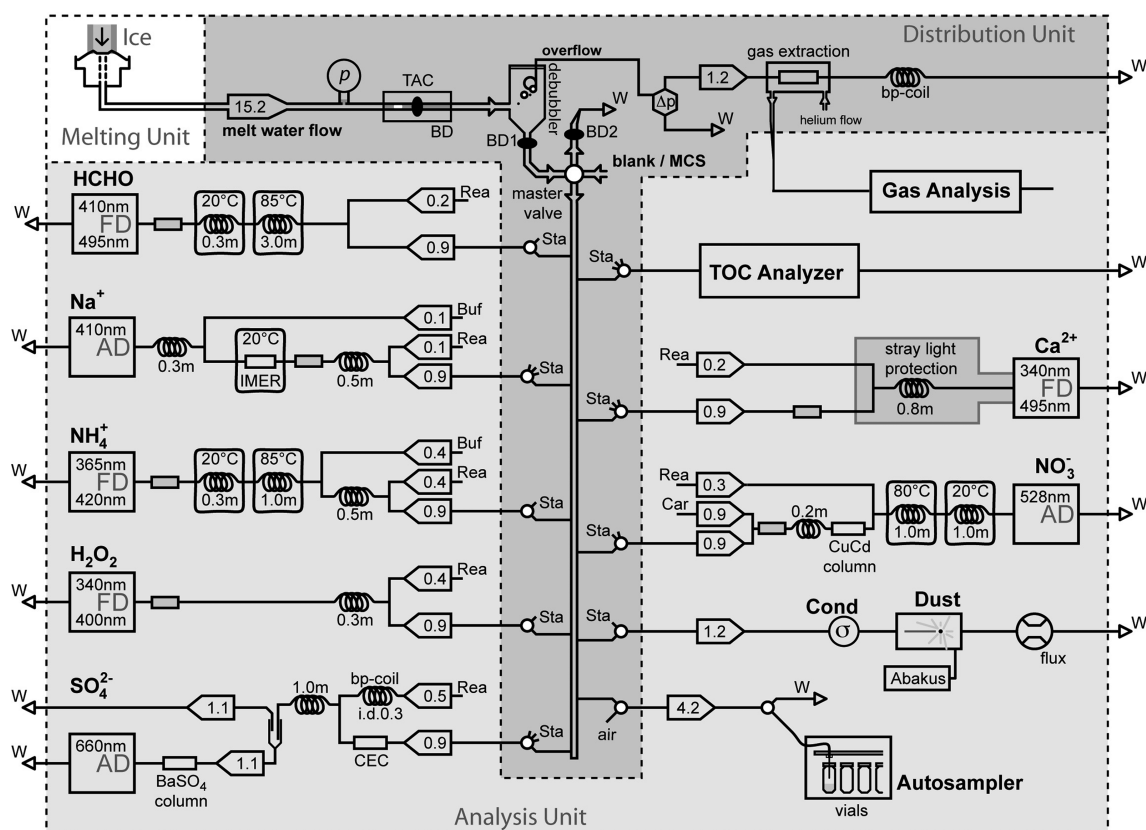 Ice
Melting Unit
Distribution Unit
15.2
melt water flow
p
TAC
BD
overflow
debubbler
BD1
BD2
W
Δp
W
1.2
gas extraction
helium flow
bp-coil
W
blank / MCS
master
valve
Gas Analysis
HCHO
W
410nm
FD
495nm
20°C
0.3m
85°C
3.0m
0.2
Rea
0.9
Sta
Sta
TOC Analyzer
W
Na+
W
410nm
AD
0.3m
20°C
IMER
0.5m
0.1
Buf
0.1
Rea
0.9
Sta
Rea
0.2
Sta
0.9
stray light
protection
0.8m
Ca2+
340nm
FD
495nm
W
NH4+
W
365nm
FD
420nm
20°C
0.3m
85°C
1.0m
0.5m
0.4
Buf
0.4
Rea
0.9
Sta
Rea
0.3
Car
0.9
Sta
0.9
0.2m
CuCd
column
80°C
1.0m
20°C
1.0m
NO3-
528nm
AD
W
H2O2
W
340nm
FD
400nm
0.3m
0.4
Rea
0.9
Sta
Sta
1.2
Cond
σ
Dust
Abakus
flux
W
SO42-
W
1.1
1.0m
bp-coil
i.d.0.3
0.5
Rea
W
660nm
AD
BaSO4
column
1.1
CEC
0.9
Sta
air
4.2
W
Autosampler
vials
Analysis Unit